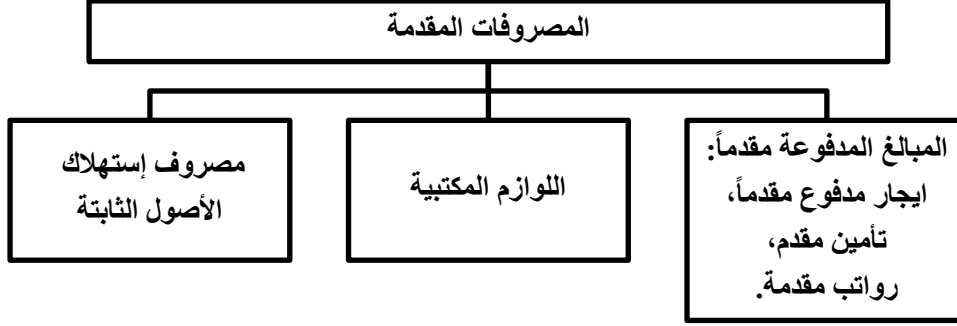 المصروفات المقدمة
المبالغ المدفوعة مقدماً:
ايجار مدفوع مقدماً،
تأمين مقدم،
رواتب مقدمة.
اللوازم المكتبية
مصروف إستهلاك
الأصول الثابتة